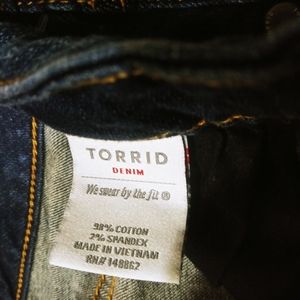 TORRID
DENIM
We swear by the fit ®
98% COTTON
2% SPANDEX
MADE IN VIETNAM
RN# 148862